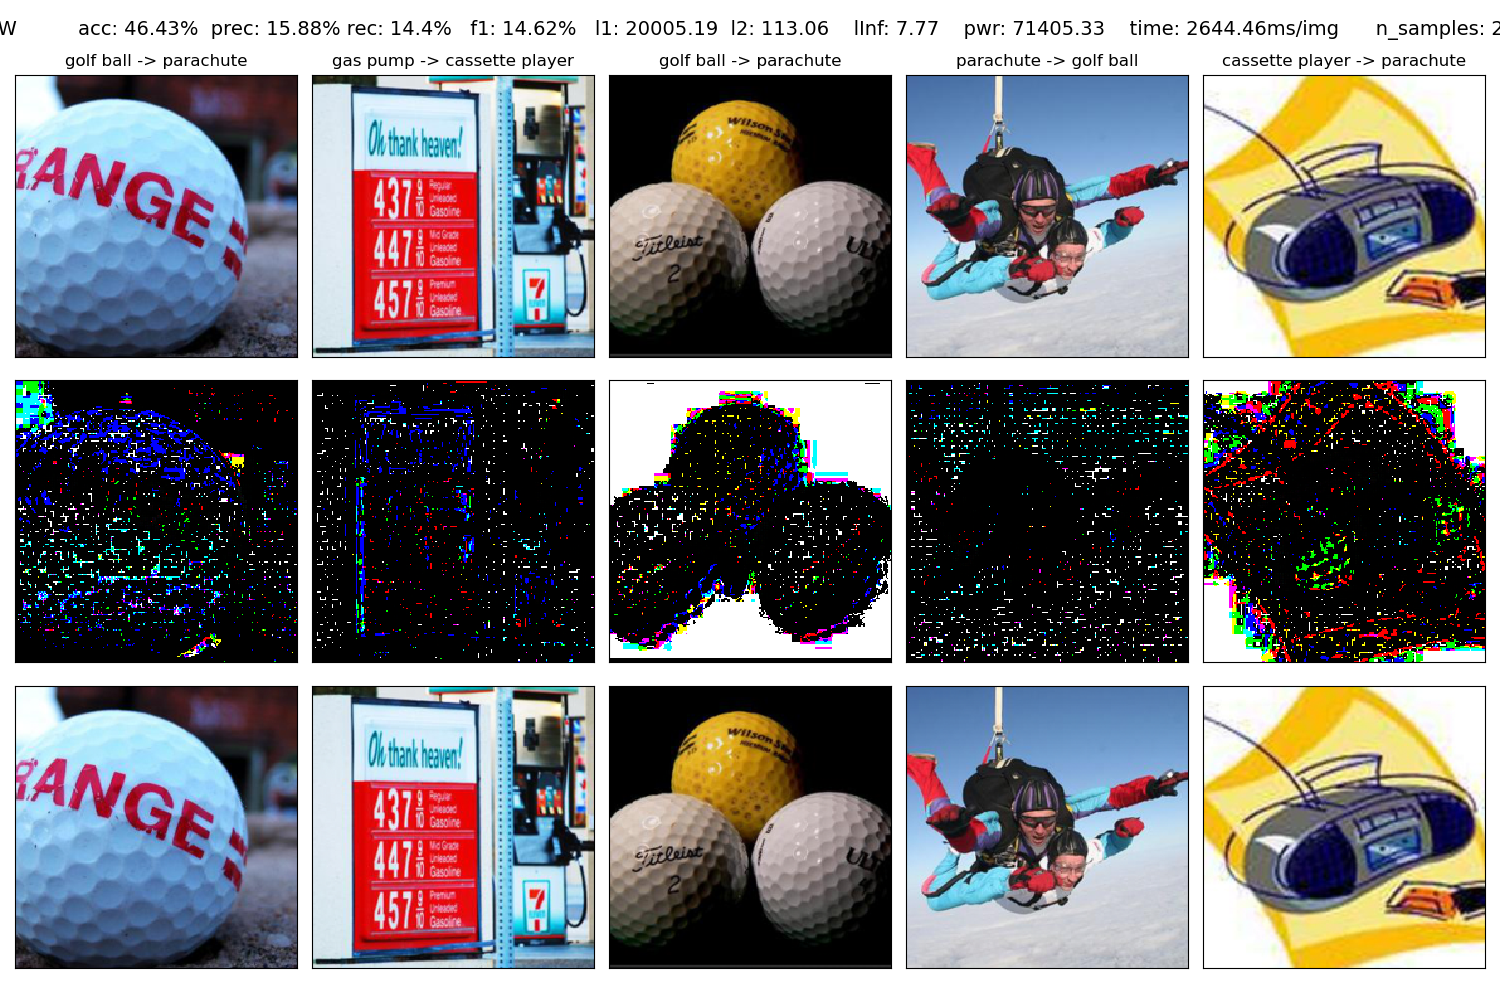 W acc: 46.43% prec: 15.88% rec: 14.4% f1: 14.62% l1: 20005.19 l2: 113.06 lInf: 7.77 pwr: 71405.33 time: 2644.46ms/img n_samples: 2
golf ball -> parachute
gas pump -> cassette player
golf ball -> parachute
parachute -> golf ball
cassette player -> parachute
RANGE
Oh thank heaven!
437 9/10 Regular Unleaded Gasoline
447 9/10 Mid Grade Unleaded Gasoline
457 9/10 Premium Unleaded Gasoline
7
Wilson
Titleist
2
RANGE
Oh thank heaven!
437 9/10 Regular Unleaded Gasoline
447 9/10 Mid Grade Unleaded Gasoline
457 9/10 Premium Unleaded Gasoline
7
Wilson
Titleist
2